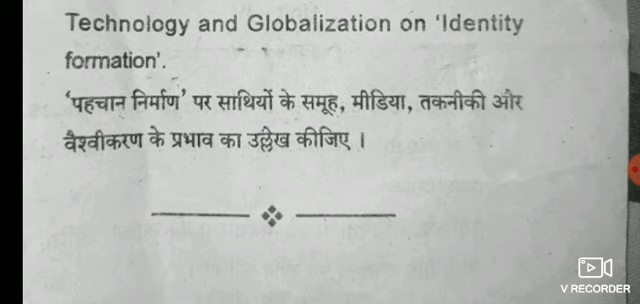 Technology and Globalization on 'Identity
formation'.
'पहचान निर्माण' पर साथियों के समूह, मीडिया, तकनीकी और
वैश्वीकरण के प्रभाव का उल्लेख कीजिए ।
V RECORDER